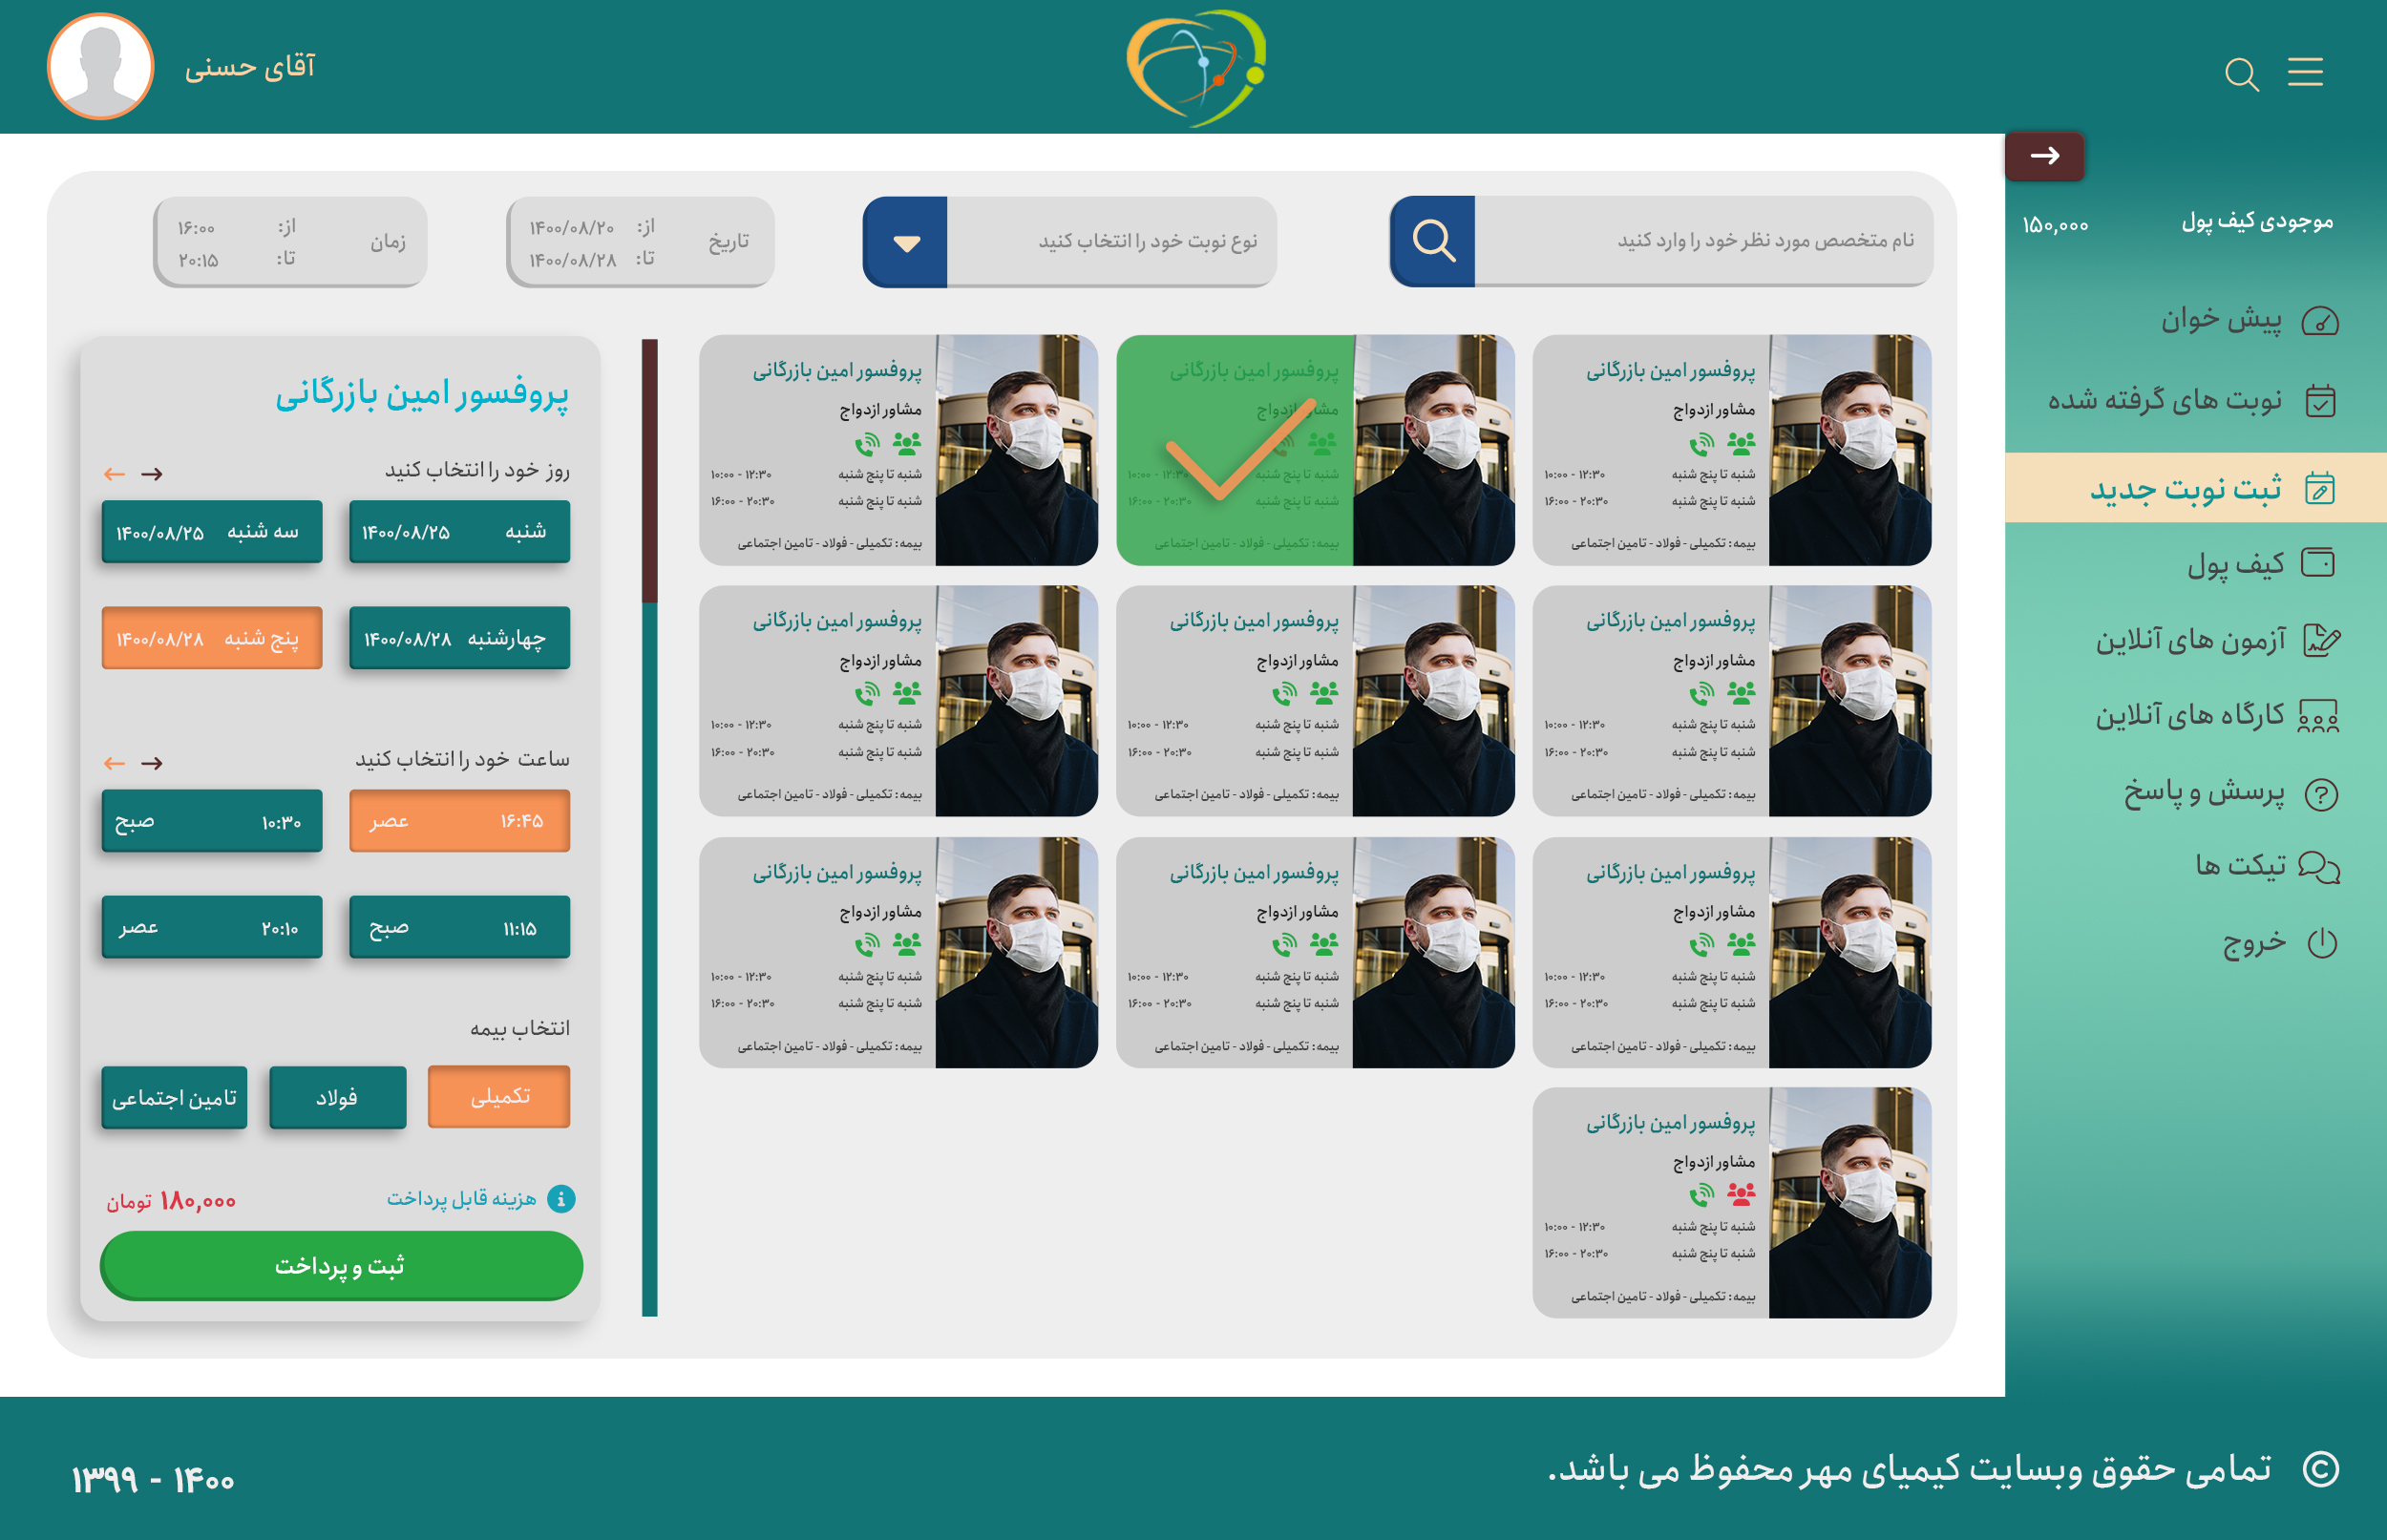 آقای حسنی
موجودی کیف پول ۱۵۰,۰۰۰
پیش خوان
نوبت های گرفته شده
ثبت نوبت جدید
کیف پول
آزمون های آنلاین
کارگاه های آنلاین
پرسش و پاسخ
تیکت ها
خروج
نام متخصص مورد نظر خود را وارد کنید
نوع نوبت خود را انتخاب کنید
تاریخ
از: ۱۴۰۰/۰۸/۲۰
تا: ۱۴۰۰/۰۸/۲۸
زمان
از: ۱۶:۰۰
تا: ۲۰:۱۵
پروفسور امین بازرگانی
مشاور ازدواج
شنبه تا پنج شنبه ۱۰:۰۰ - ۱۲:۳۰
شنبه تا پنج شنبه ۱۶:۰۰ - ۲۰:۳۰
بیمه: تکمیلی - فولاد - تامین اجتماعی
پروفسور امین بازرگانی
مشاور ازدواج
شنبه تا پنج شنبه ۱۰:۰۰ - ۱۲:۳۰
شنبه تا پنج شنبه ۱۶:۰۰ - ۲۰:۳۰
بیمه: تکمیلی - فولاد - تامین اجتماعی
پروفسور امین بازرگانی
مشاور ازدواج
شنبه تا پنج شنبه ۱۰:۰۰ - ۱۲:۳۰
شنبه تا پنج شنبه ۱۶:۰۰ - ۲۰:۳۰
بیمه: تکمیلی - فولاد - تامین اجتماعی
پروفسور امین بازرگانی
مشاور ازدواج
شنبه تا پنج شنبه ۱۰:۰۰ - ۱۲:۳۰
شنبه تا پنج شنبه ۱۶:۰۰ - ۲۰:۳۰
بیمه: تکمیلی - فولاد - تامین اجتماعی
پروفسور امین بازرگانی
مشاور ازدواج
شنبه تا پنج شنبه ۱۰:۰۰ - ۱۲:۳۰
شنبه تا پنج شنبه ۱۶:۰۰ - ۲۰:۳۰
بیمه: تکمیلی - فولاد - تامین اجتماعی
پروفسور امین بازرگانی
مشاور ازدواج
شنبه تا پنج شنبه ۱۰:۰۰ - ۱۲:۳۰
شنبه تا پنج شنبه ۱۶:۰۰ - ۲۰:۳۰
بیمه: تکمیلی - فولاد - تامین اجتماعی
پروفسور امین بازرگانی
مشاور ازدواج
شنبه تا پنج شنبه ۱۰:۰۰ - ۱۲:۳۰
شنبه تا پنج شنبه ۱۶:۰۰ - ۲۰:۳۰
بیمه: تکمیلی - فولاد - تامین اجتماعی
پروفسور امین بازرگانی
مشاور ازدواج
شنبه تا پنج شنبه ۱۰:۰۰ - ۱۲:۳۰
شنبه تا پنج شنبه ۱۶:۰۰ - ۲۰:۳۰
بیمه: تکمیلی - فولاد - تامین اجتماعی
پروفسور امین بازرگانی
مشاور ازدواج
شنبه تا پنج شنبه ۱۰:۰۰ - ۱۲:۳۰
شنبه تا پنج شنبه ۱۶:۰۰ - ۲۰:۳۰
بیمه: تکمیلی - فولاد - تامین اجتماعی
پروفسور امین بازرگانی
مشاور ازدواج
شنبه تا پنج شنبه ۱۰:۰۰ - ۱۲:۳۰
شنبه تا پنج شنبه ۱۶:۰۰ - ۲۰:۳۰
بیمه: تکمیلی - فولاد - تامین اجتماعی
پروفسور امین بازرگانی
روز خود را انتخاب کنید
شنبه ۱۴۰۰/۰۸/۲۵
سه شنبه ۱۴۰۰/۰۸/۲۵
چهارشنبه ۱۴۰۰/۰۸/۲۸
پنج شنبه ۱۴۰۰/۰۸/۲۸
ساعت خود را انتخاب کنید
۱۶:۴۵ عصر
۱۰:۳۰ صبح
۱۱:۱۵ صبح
۲۰:۱۰ عصر
انتخاب بیمه
تکمیلی
فولاد
تامین اجتماعی
هزینه قابل پرداخت ۱۸۰,۰۰۰ تومان
ثبت و پرداخت
© تمامی حقوق وبسایت کیمیای مهر محفوظ می باشد.
۱۳۹۹ - ۱۴۰۰